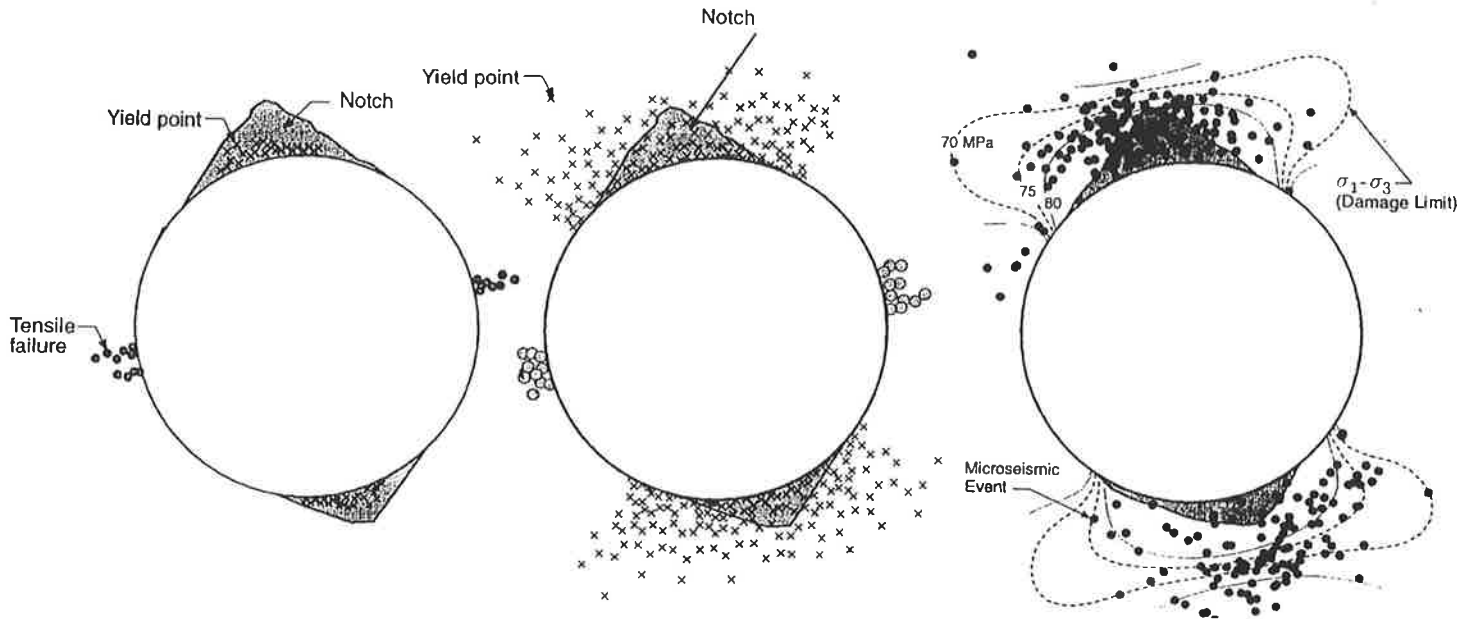 Notch
Yield point
Tensile
failure
Notch
Yield point
70 MPa
75
80
σ1-σ3
(Damage Limit)
Microseismic
Event